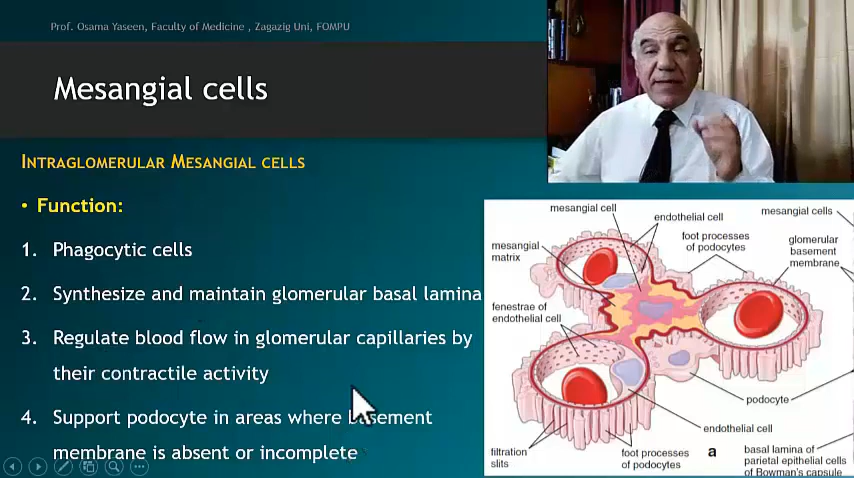 Prof. Osama Yaseen, Faculty of Medicine , Zagazig Uni, FOMPU
Mesangial cells
INTRAGLOMERULAR MESANGIAL CELLS
• Function:
1. Phagocytic cells
2. Synthesize and maintain glomerular basal lamina
3. Regulate blood flow in glomerular capillaries by
their contractile activity
4. Support podocyte in areas where basement
membrane is absent or incomplete
mesangial cell
endothelial cell
mesangial cells
mesangial
matrix
foot processes
of podocytes
glomerular
basement
membrane
fenestrae of
endothelial cell
podocyte
endothelial cell
filtration
slits
foot processes
of podocytes
a
basal lamina of
parietal epithelial cells
of Bowman's capsule